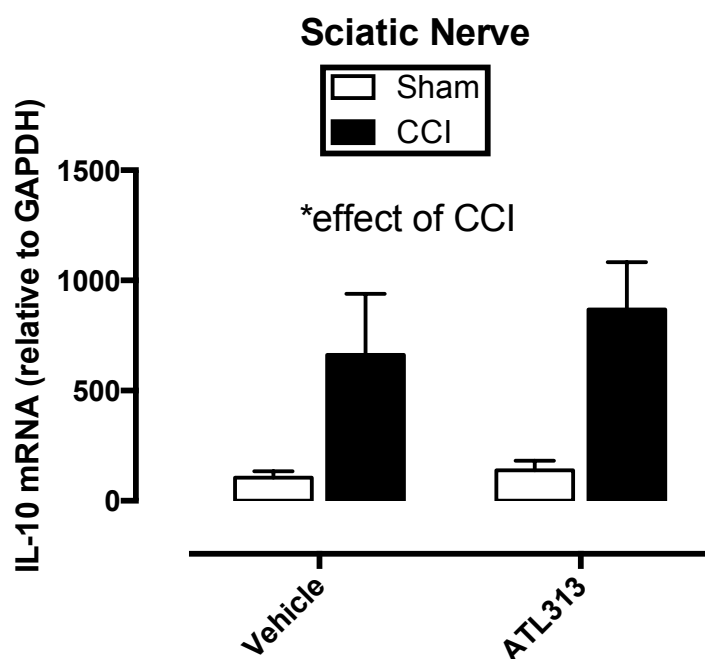 Sciatic Nerve
Sham
CCI
IL-10 mRNA (relative to GAPDH)
1500
*effect of CCI
1000
500
0
Vehicle
ATL313